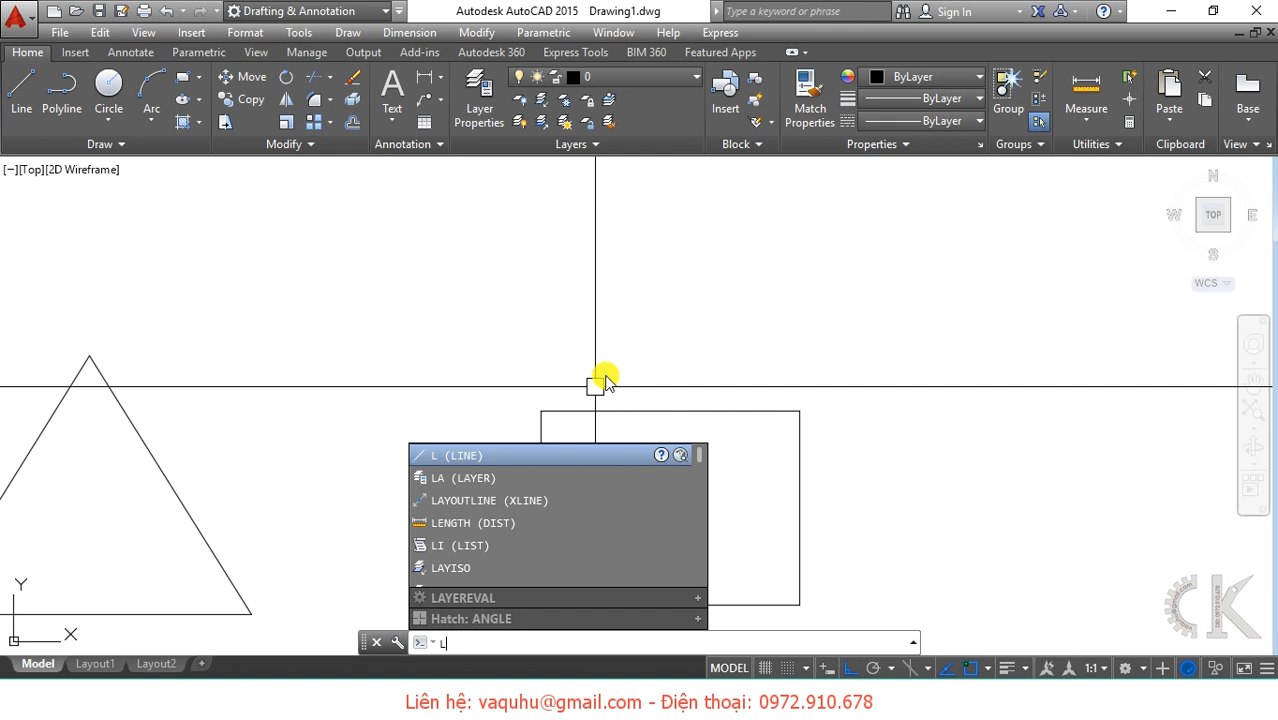 Drafting & Annotation
Autodesk AutoCAD 2015 Drawing1.dwg
Type a keyword or phrase
Sign In
File Edit View Insert Format Tools Draw Dimension Modify Parametric Window Help Express
Home Insert Annotate Parametric View Manage Output Add-ins Autodesk 360 Express Tools BIM 360 Featured Apps
Line Polyline Circle Arc
Move
Copy
Text
Layer Properties
0
Insert
Match Properties
ByLayer
ByLayer
ByLayer
Group
Measure
Paste
Base
Draw Modify Annotation Layers Block Properties Groups Utilities Clipboard View
[−][Top][2D Wireframe]
N
W TOP E
S
WCS
L (LINE)
LA (LAYER)
LAYOUTLINE (XLINE)
LENGTH (DIST)
LI (LIST)
LAYISO
LAYEREVAL
Hatch: ANGLE
L
Y
X
Model Layout1 Layout2
MODEL
1:1
Liên hệ: vaquhu@gmail.com - Điện thoại: 0972.910.678